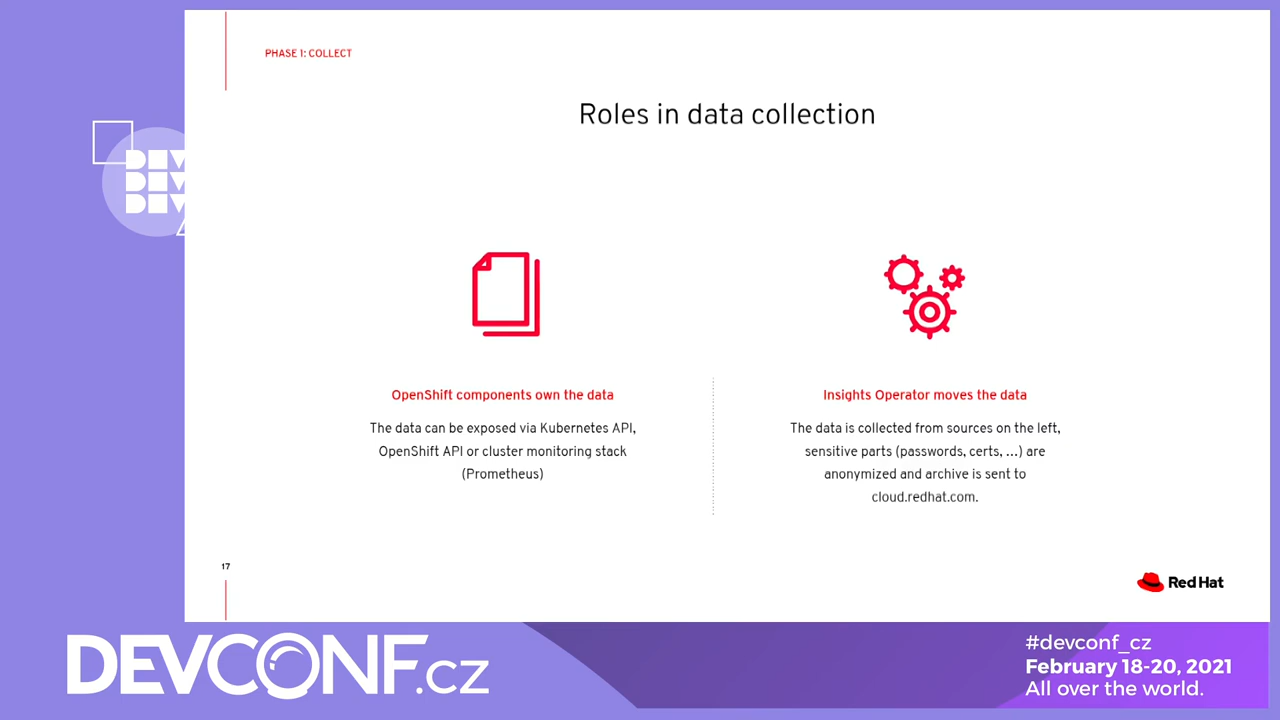 PHASE 1: COLLECT
Roles in data collection
OpenShift components own the data
The data can be exposed via Kubernetes API,
OpenShift API or cluster monitoring stack
(Prometheus)
Insights Operator moves the data
The data is collected from sources on the left,
sensitive parts (passwords, certs, ...) are
anonymized and archive is sent to
cloud.redhat.com.
17
Red Hat
DEV
DEV
DEV
DEVCONF.cz
#devconf_cz
February 18-20, 2021
All over the world.